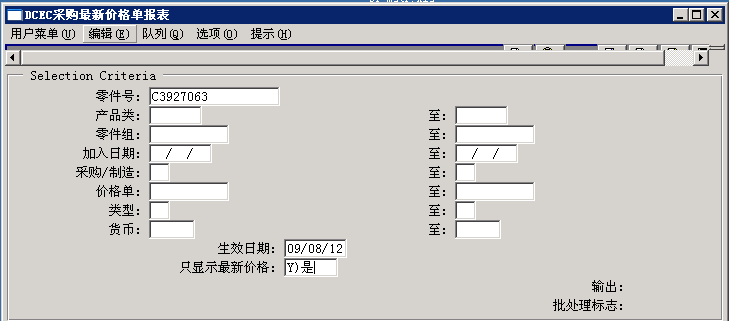 DCEC采购最新价格单报表
用户菜单(U) 编辑(E) 队列(Q) 选项(O) 提示(H)
Selection Criteria
零件号: C3927063
产品类: 至:
零件组: 至:
加入日期: / / 至: / /
采购/制造: 至:
价格单: 至:
类型: 至:
货币: 至:
生效日期: 09/08/12
只显示最新价格: Y)是
输出:
批处理标志: